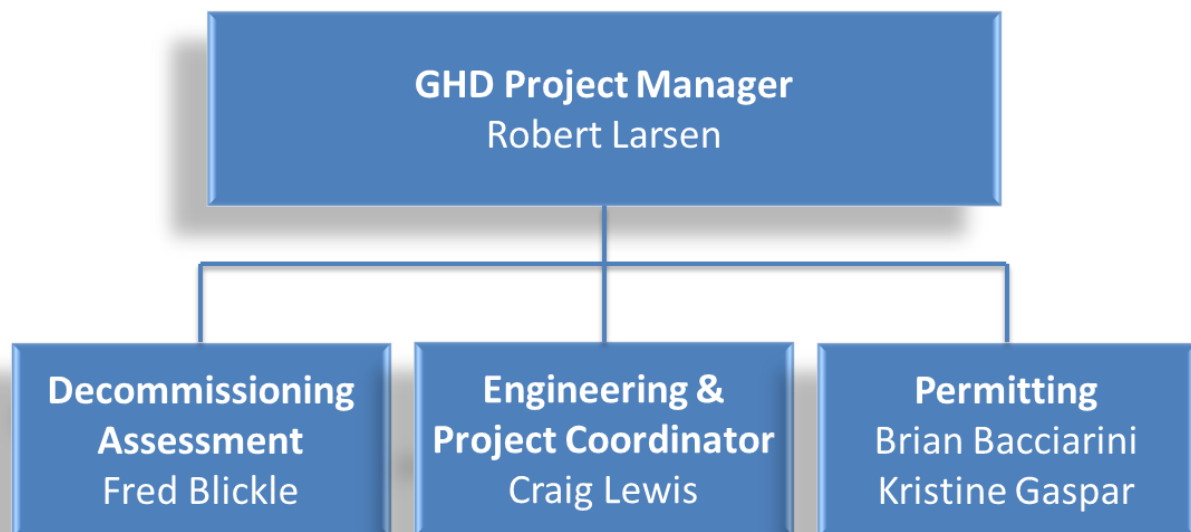 GHD Project Manager
Robert Larsen
Decommissioning
Assessment
Fred Blickle
Engineering &
Project Coordinator
Craig Lewis
Permitting
Brian Bacciarini
Kristine Gaspar